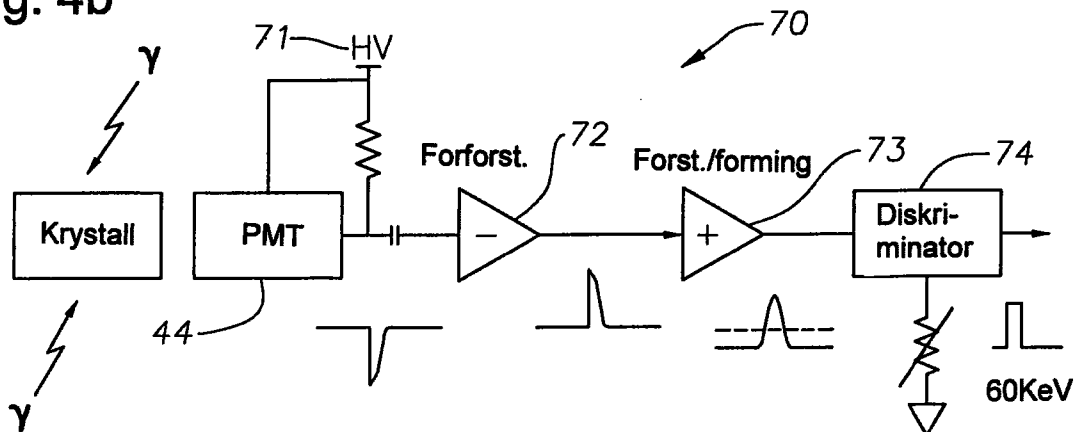 g. 4b
71 HV
70
γ
Forforst.
72
Forst./forming
73
74
Krystall
PMT
−
+
Diskri-
minator
44
60KeV
γ